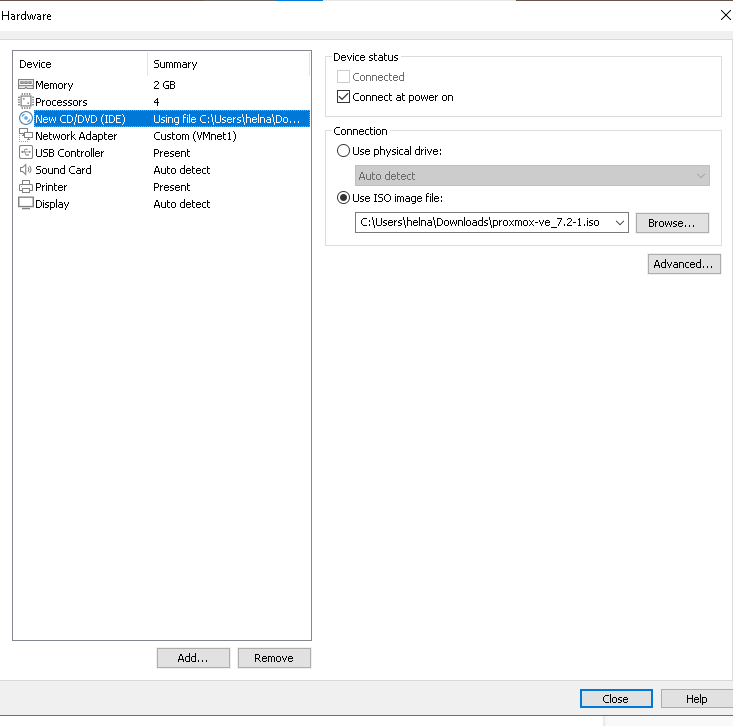 Hardware
Device Summary
Memory 2 GB
Processors 4
New CD/DVD (IDE) Using file C:\Users\helna\Do...
Network Adapter Custom (VMnet1)
USB Controller Present
Sound Card Auto detect
Printer Present
Display Auto detect
Add...
Remove
Device status
Connected
Connect at power on
Connection
Use physical drive:
Auto detect
Use ISO image file:
C:\Users\helna\Downloads\proxmox-ve_7.2-1.iso
Browse...
Advanced...
Close
Help